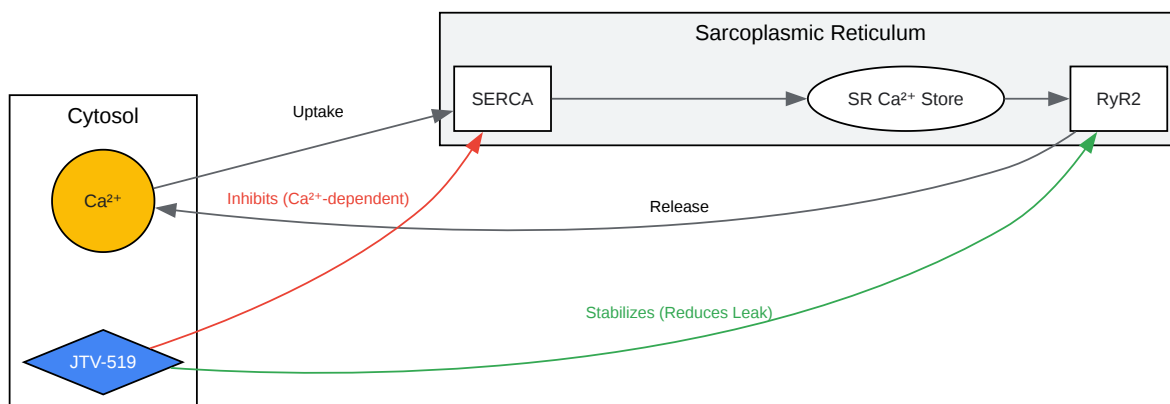 Sarcoplasmic Reticulum
Cytosol
Uptake
SERCA
SR Ca²⁺ Store
RyR2
Ca²⁺
Inhibits (Ca²⁺-dependent)
Release
Stabilizes (Reduces Leak)
JTV-519